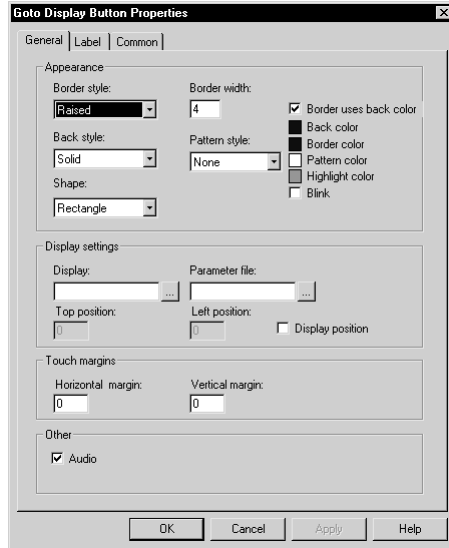 Goto Display Button Properties
General Label Common
Appearance
Border style: Border width:
Raised 4 Border uses back color
Back color
Back style: Pattern style: Border color
Solid None Pattern color
Highlight color
Shape: Blink
Rectangle
Display settings
Display: Parameter file:
... ...
Top position: Left position:
0 0 Display position
Touch margins
Horizontal margin: Vertical margin:
0 0
Other
Audio
OK Cancel Apply Help